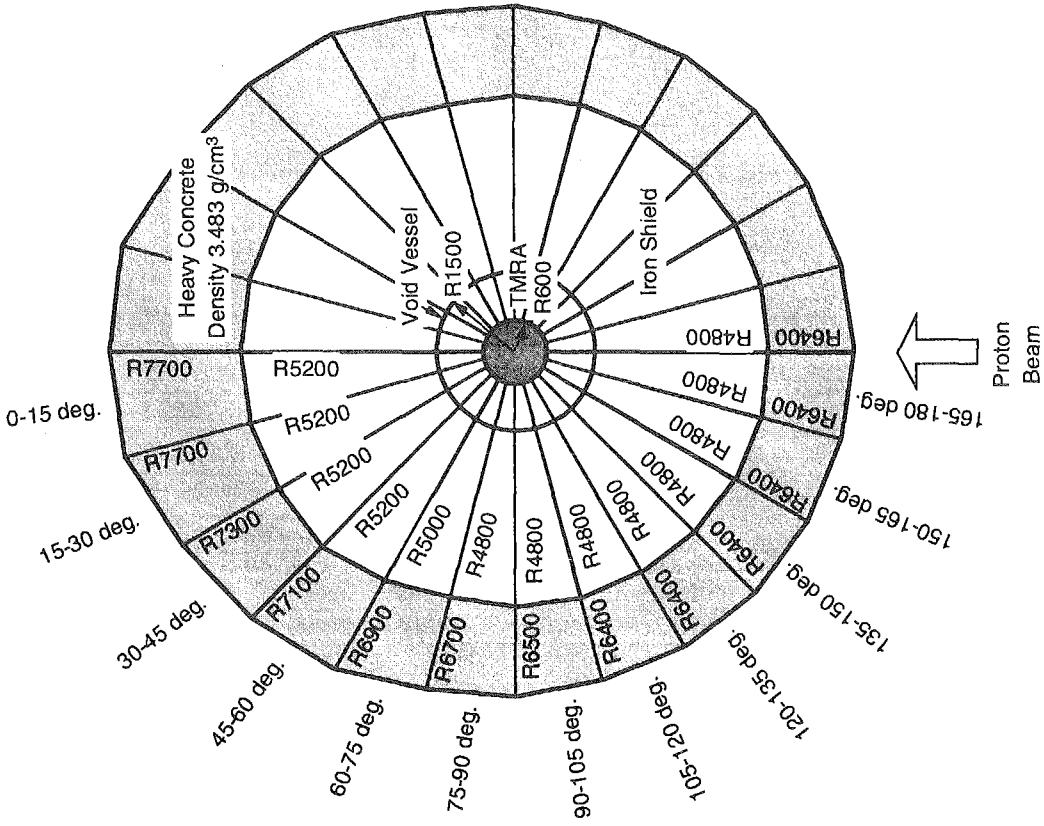 Heavy Concrete
Density 3.483 g/cm³
Void Vessel
R1500
TMRA
R600
Iron Shield
R7700
R5200
0-15 deg.
R7700
R5200
15-30 deg.
R7300
R5200
30-45 deg.
R7100
R5200
45-60 deg.
R6900
R5000
60-75 deg.
R6700
R4800
75-90 deg.
R6500
R4800
90-105 deg.
R6400
R4800
105-120 deg.
R6400
R4800
120-135 deg.
R6400
R4800
135-150 deg.
R6400
R4800
150-165 deg.
R6400
R4800
165-180 deg.
R6400
R4800
Proton
Beam